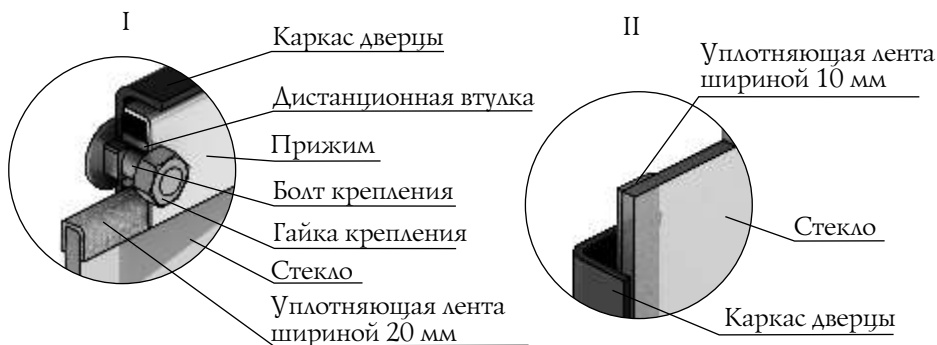 I
Каркас дверцы
Дистанционная втулка
Прижим
Болт крепления
Гайка крепления
Стекло
Уплотняющая лента
шириной 20 мм
II
Уплотняющая лента
шириной 10 мм
Стекло
Каркас дверцы